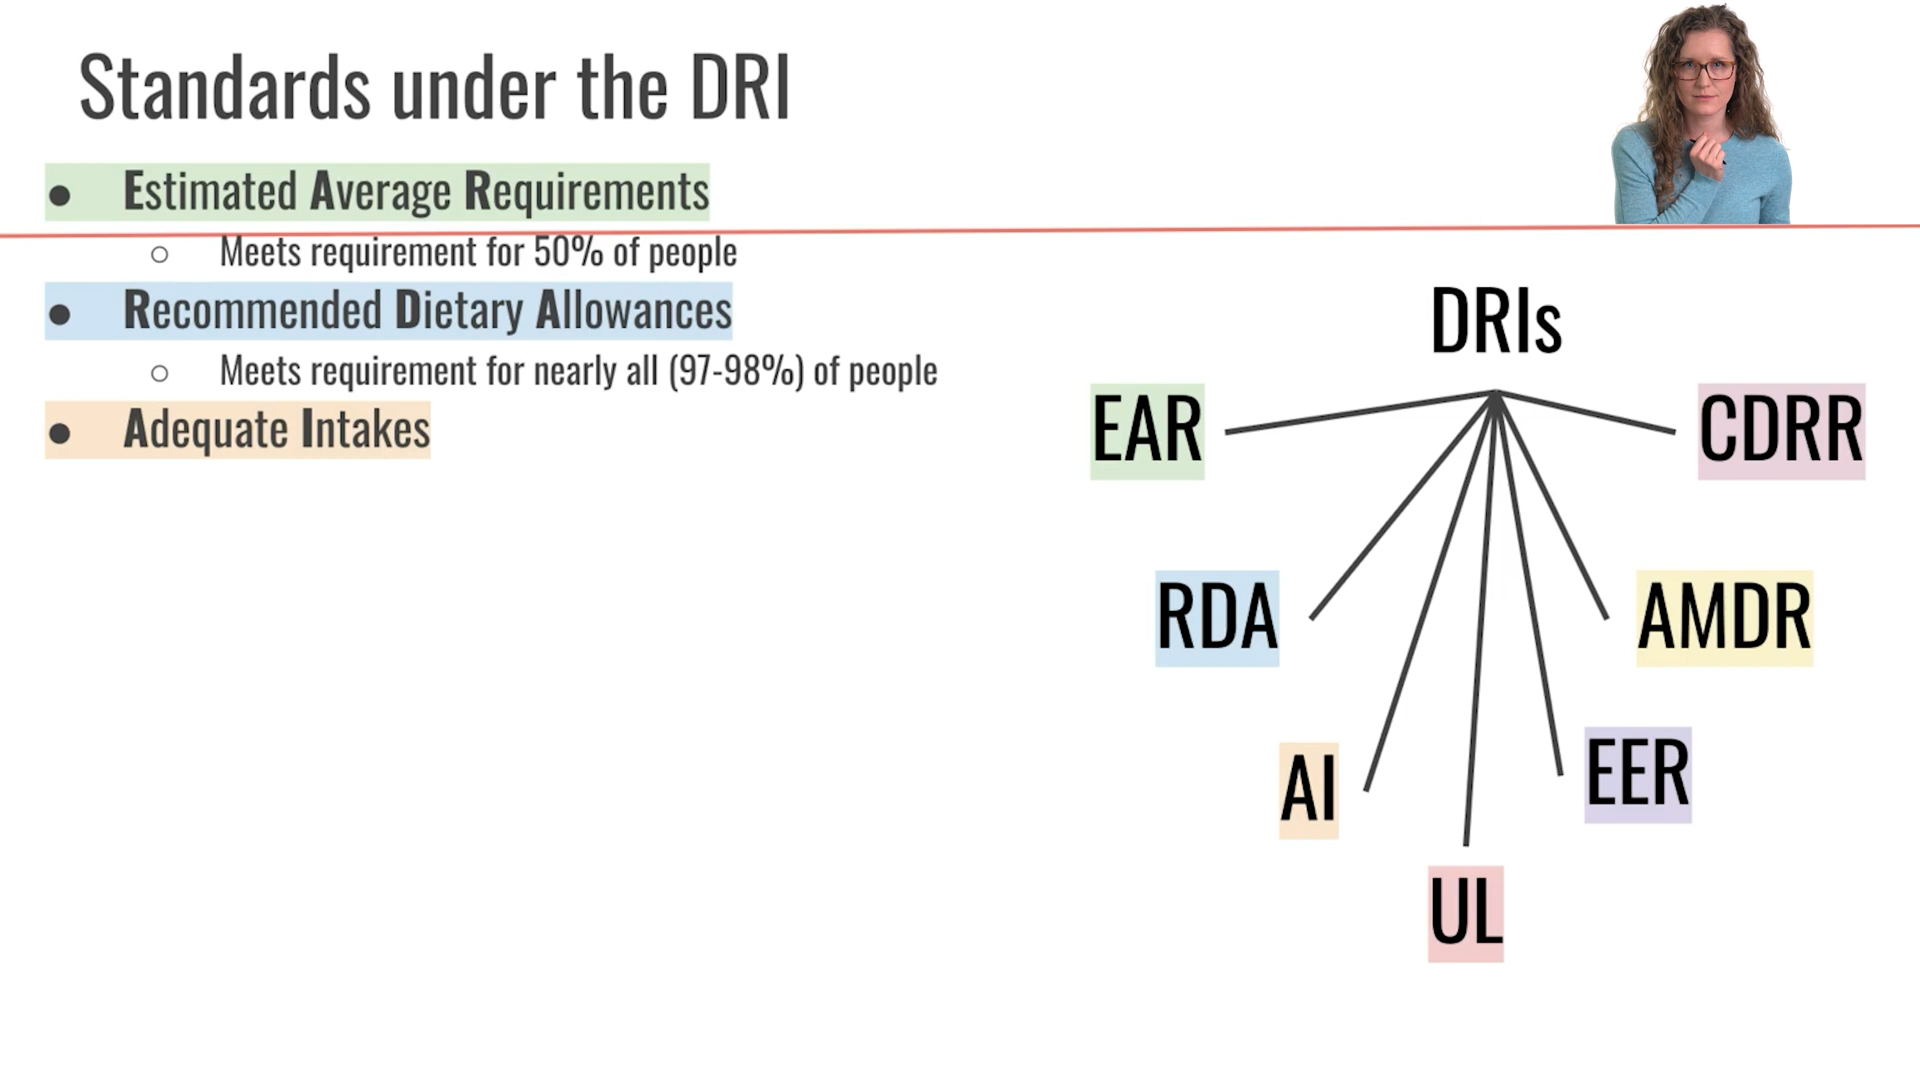 Standards under the DRI
● Estimated Average Requirements
○ Meets requirement for 50% of people
● Recommended Dietary Allowances
○ Meets requirement for nearly all (97-98%) of people
● Adequate Intakes
DRIs
EAR
CDRR
RDA
AMDR
AI
EER
UL